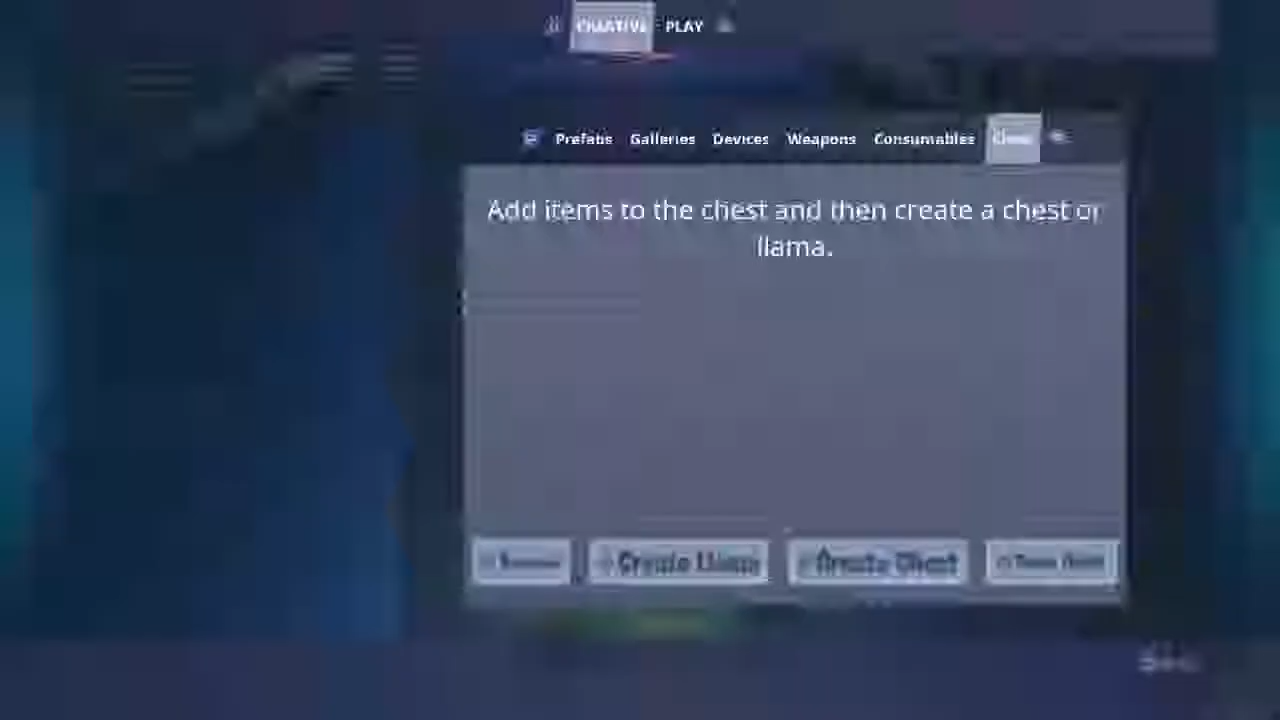 CREATIVE PLAY
Prefabs Galleries Devices Weapons Consumables Chest
Add items to the chest and then create a chest or
llama.
Create Llama Create Chest